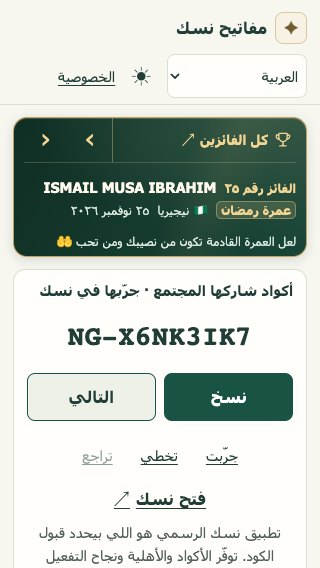 مفاتيح نسك
العربية
الخصوصية
كل الفائزين ↗
الفائز رقم ٢٥ ISMAIL MUSA IBRAHIM
عمرة رمضان 🇳🇬 نيجيريا ٢٥ نوفمبر ٢٠٢٦
لعل العمرة القادمة تكون من نصيبك ومن تحب 🤲
أكواد شاركها المجتمع · جرّبها في نسك
NG-X6NK3IK7
نسخ
التالي
جرّبت
تخطي
تراجع
فتح نسك ↗
تطبيق نسك الرسمي هو اللي بيحدد قبول
الكود. توفّر الأكواد والأهلية ونجاح التفعيل